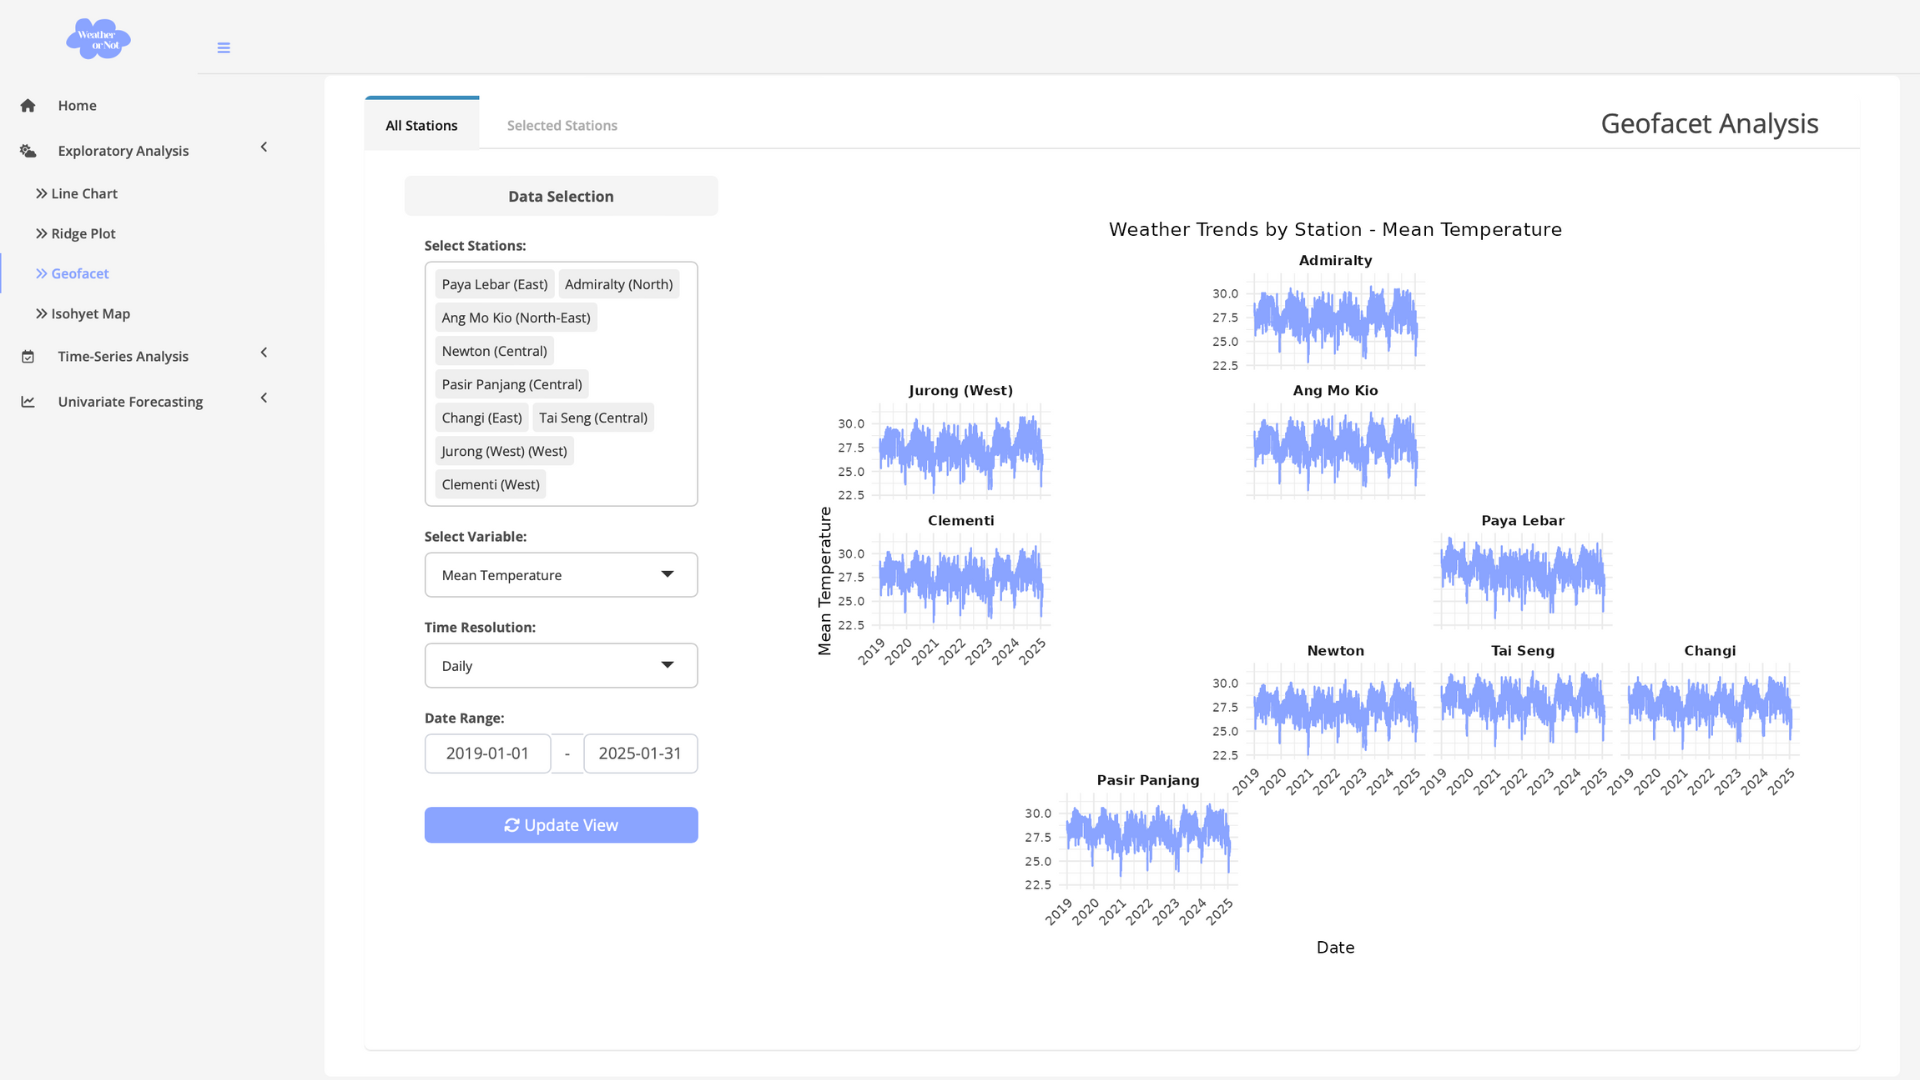 Weather
or Not
Home
Exploratory Analysis
Line Chart
Ridge Plot
Geofacet
Isohyet Map
Time-Series Analysis
Univariate Forecasting
All Stations
Selected Stations
Geofacet Analysis
Data Selection
Select Stations:
Paya Lebar (East) Admiralty (North)
Ang Mo Kio (North-East)
Newton (Central)
Pasir Panjang (Central)
Changi (East) Tai Seng (Central)
Jurong (West) (West)
Clementi (West)
Select Variable:
Mean Temperature
Time Resolution:
Daily
Date Range:
2019-01-01 - 2025-01-31
Update View
Weather Trends by Station - Mean Temperature
Admiralty
30.0
27.5
25.0
22.5
Jurong (West)
30.0
27.5
25.0
22.5
Ang Mo Kio
Mean Temperature
Clementi
30.0
27.5
25.0
22.5
2019 2020 2021 2022 2023 2024 2025
Paya Lebar
Newton
30.0
27.5
25.0
22.5
2019 2020 2021 2022 2023 2024 2025
Tai Seng
2019 2020 2021 2022 2023 2024 2025
Changi
2019 2020 2021 2022 2023 2024 2025
Pasir Panjang
30.0
27.5
25.0
22.5
2019 2020 2021 2022 2023 2024 2025
Date